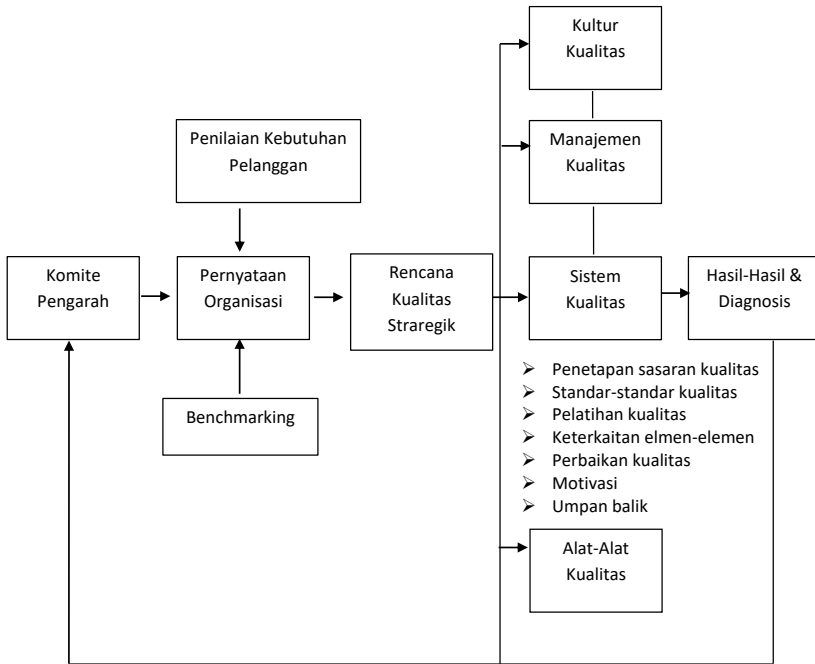 Kultur
Kualitas
Penilaian Kebutuhan
Pelanggan
Manajemen
Kualitas
Komite
Pengarah
Pernyataan
Organisasi
Rencana
Kualitas
Straregik
Sistem
Kualitas
Hasil-Hasil &
Diagnosis
Benchmarking
Penetapan sasaran kualitas
Standar-standar kualitas
Pelatihan kualitas
Keterkaitan elmen-elemen
Perbaikan kualitas
Motivasi
Umpan balik
Alat-Alat
Kualitas